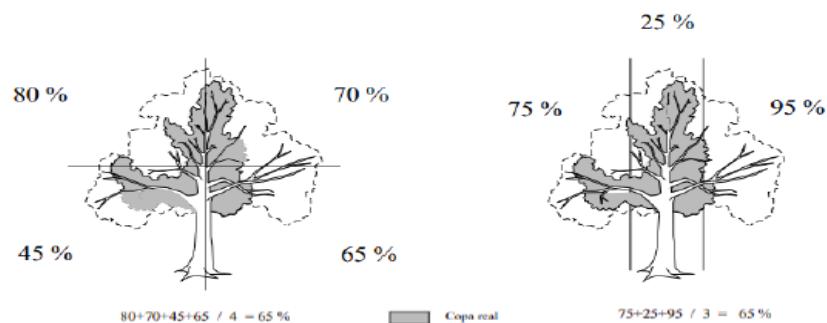 25 %
80 %
70 %
75 %
95 %
45 %
65 %
80+70+45+65 / 4 = 65 %
Copa real
75+25+95 / 3 = 65 %